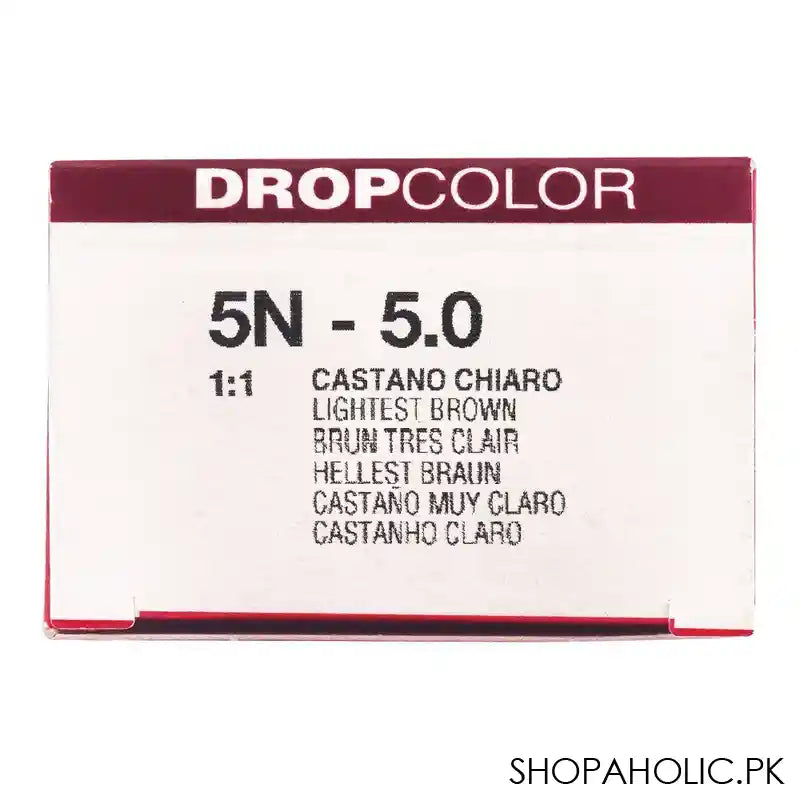 DROPCOLOR
5N - 5.0
1:1 CASTANO CHIARO
LIGHTEST BROWN
BRUN TRES CLAIR
HELLEST BRAUN
CASTAÑO MUY CLARO
CASTANHO CLARO
SHOPAHOLIC.PK